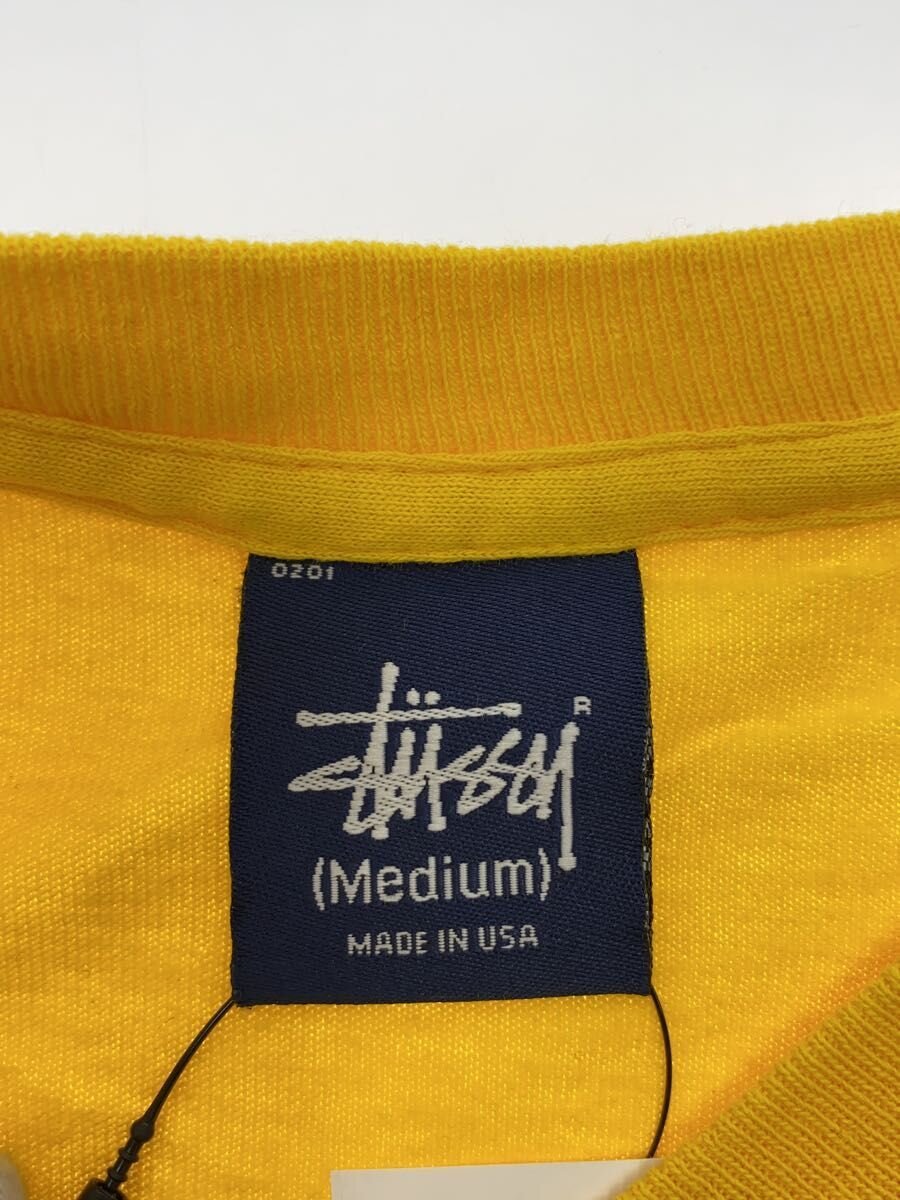 0201
stüssy R
(Medium)
MADE IN USA